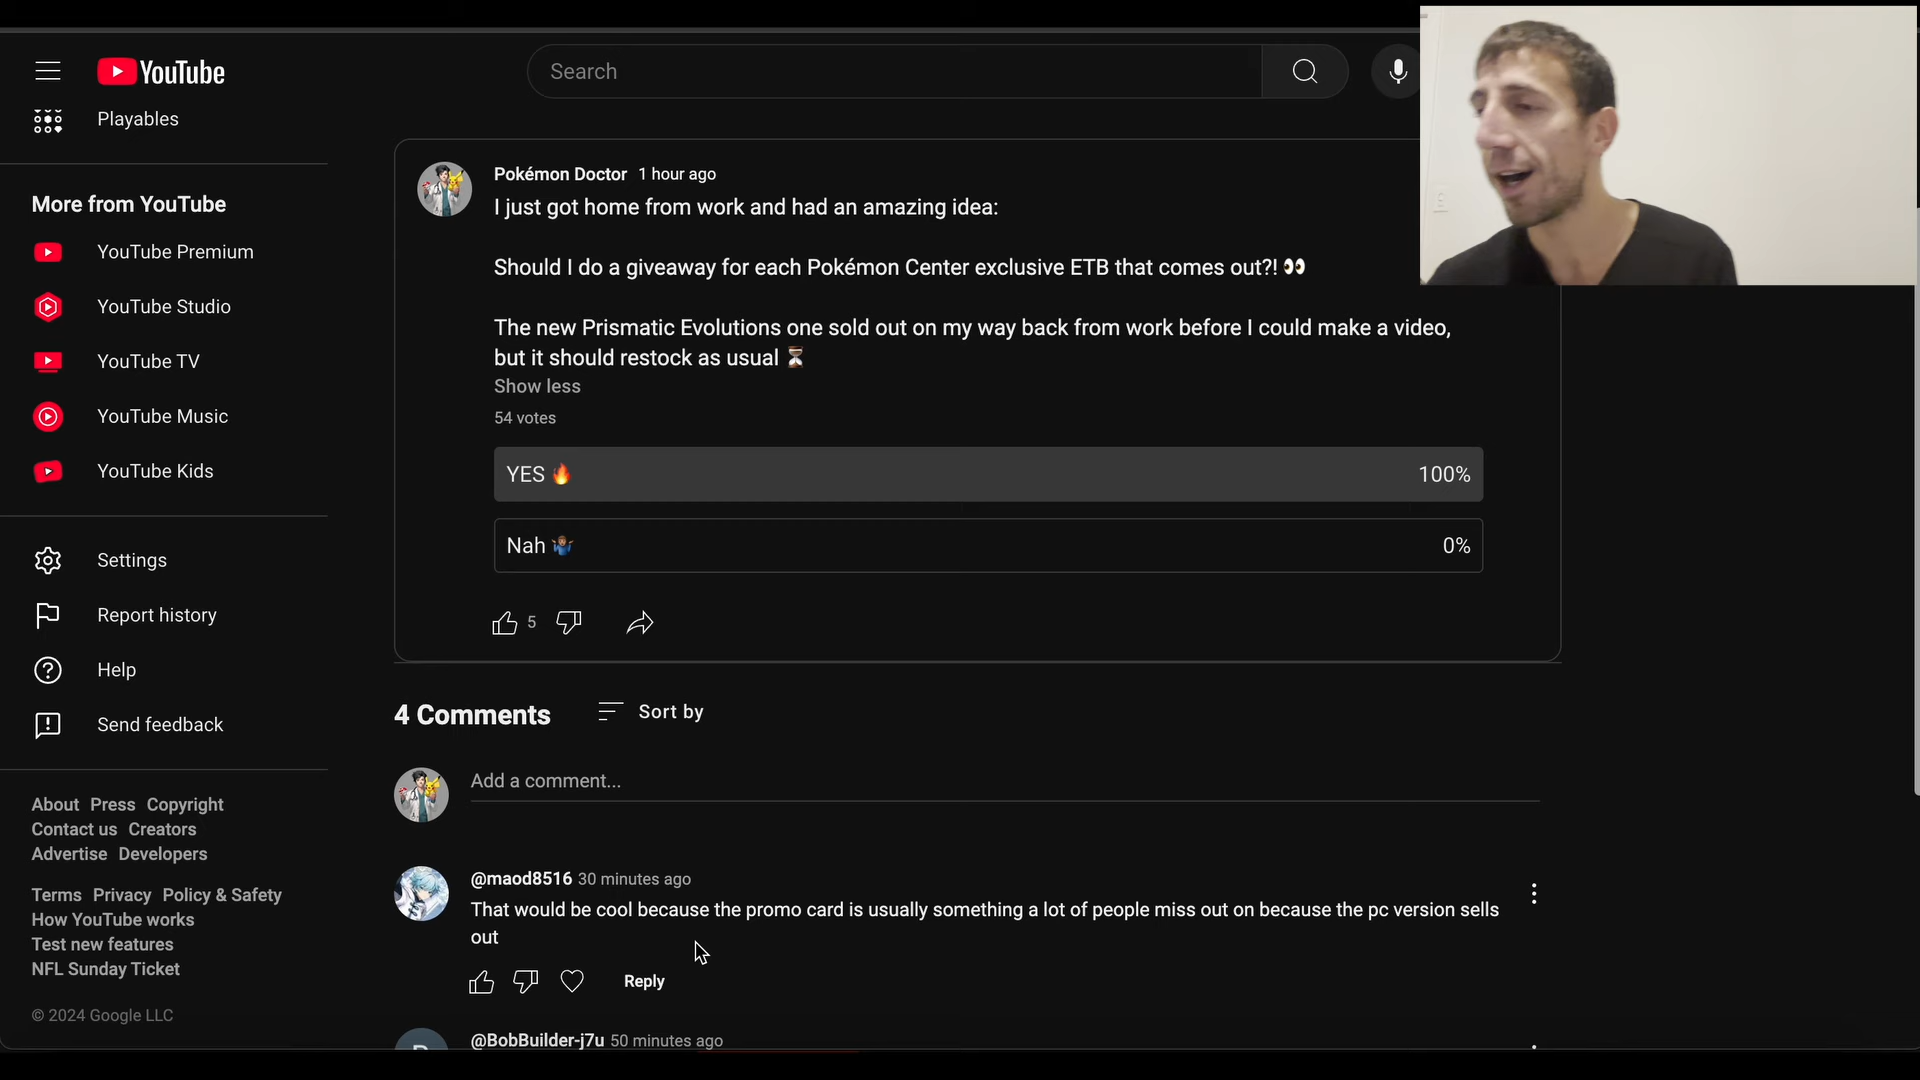 YouTube
Search
Playables
More from YouTube
YouTube Premium
YouTube Studio
YouTube TV
YouTube Music
YouTube Kids
Settings
Report history
Help
Send feedback
About Press Copyright
Contact us Creators
Advertise Developers
Terms Privacy Policy & Safety
How YouTube works
Test new features
NFL Sunday Ticket
© 2024 Google LLC
Pokémon Doctor 1 hour ago
I just got home from work and had an amazing idea:
Should I do a giveaway for each Pokémon Center exclusive ETB that comes out?! 👀
The new Prismatic Evolutions one sold out on my way back from work before I could make a video,
but it should restock as usual ⏳
Show less
54 votes
YES 🔥 100%
Nah 🤷🏽‍♂️ 0%
5
4 Comments Sort by
Add a comment...
@maod8516 30 minutes ago
That would be cool because the promo card is usually something a lot of people miss out on because the pc version sells
out
Reply
@BobBuilder-j7u 50 minutes ago